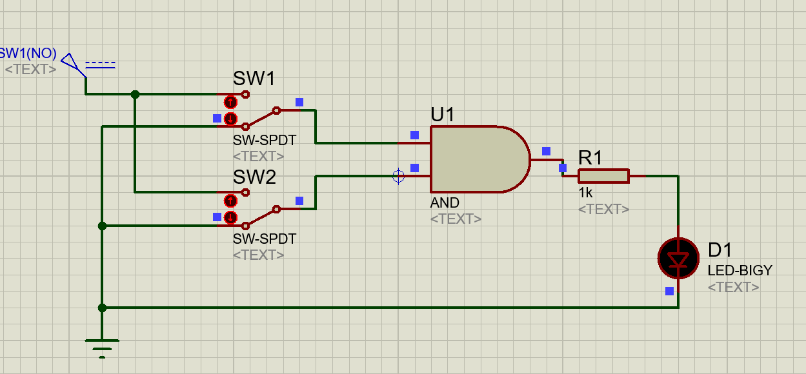 SW1(NO)
<TEXT>
SW1
SW-SPDT
<TEXT>
SW2
SW-SPDT
<TEXT>
U1
AND
<TEXT>
R1
1k
<TEXT>
D1
LED-BIGY
<TEXT>